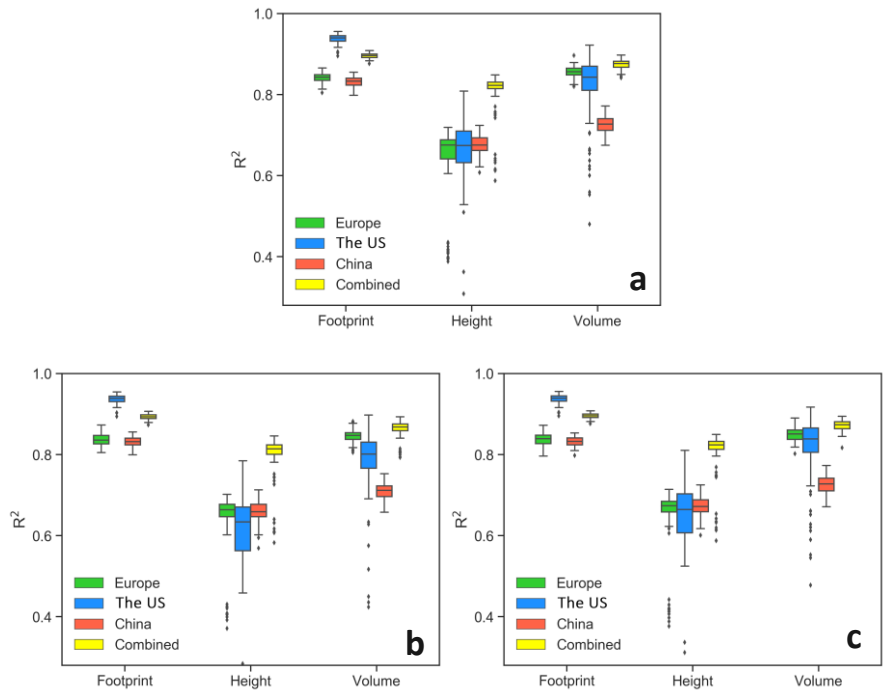 1.0
0.8
0.6
0.4
R²
Europe
The US
China
Combined
a
Footprint
Height
Volume
1.0
0.8
0.6
0.4
R²
Europe
The US
China
Combined
b
Footprint
Height
Volume
1.0
0.8
0.6
0.4
R²
Europe
The US
China
Combined
c
Footprint
Height
Volume